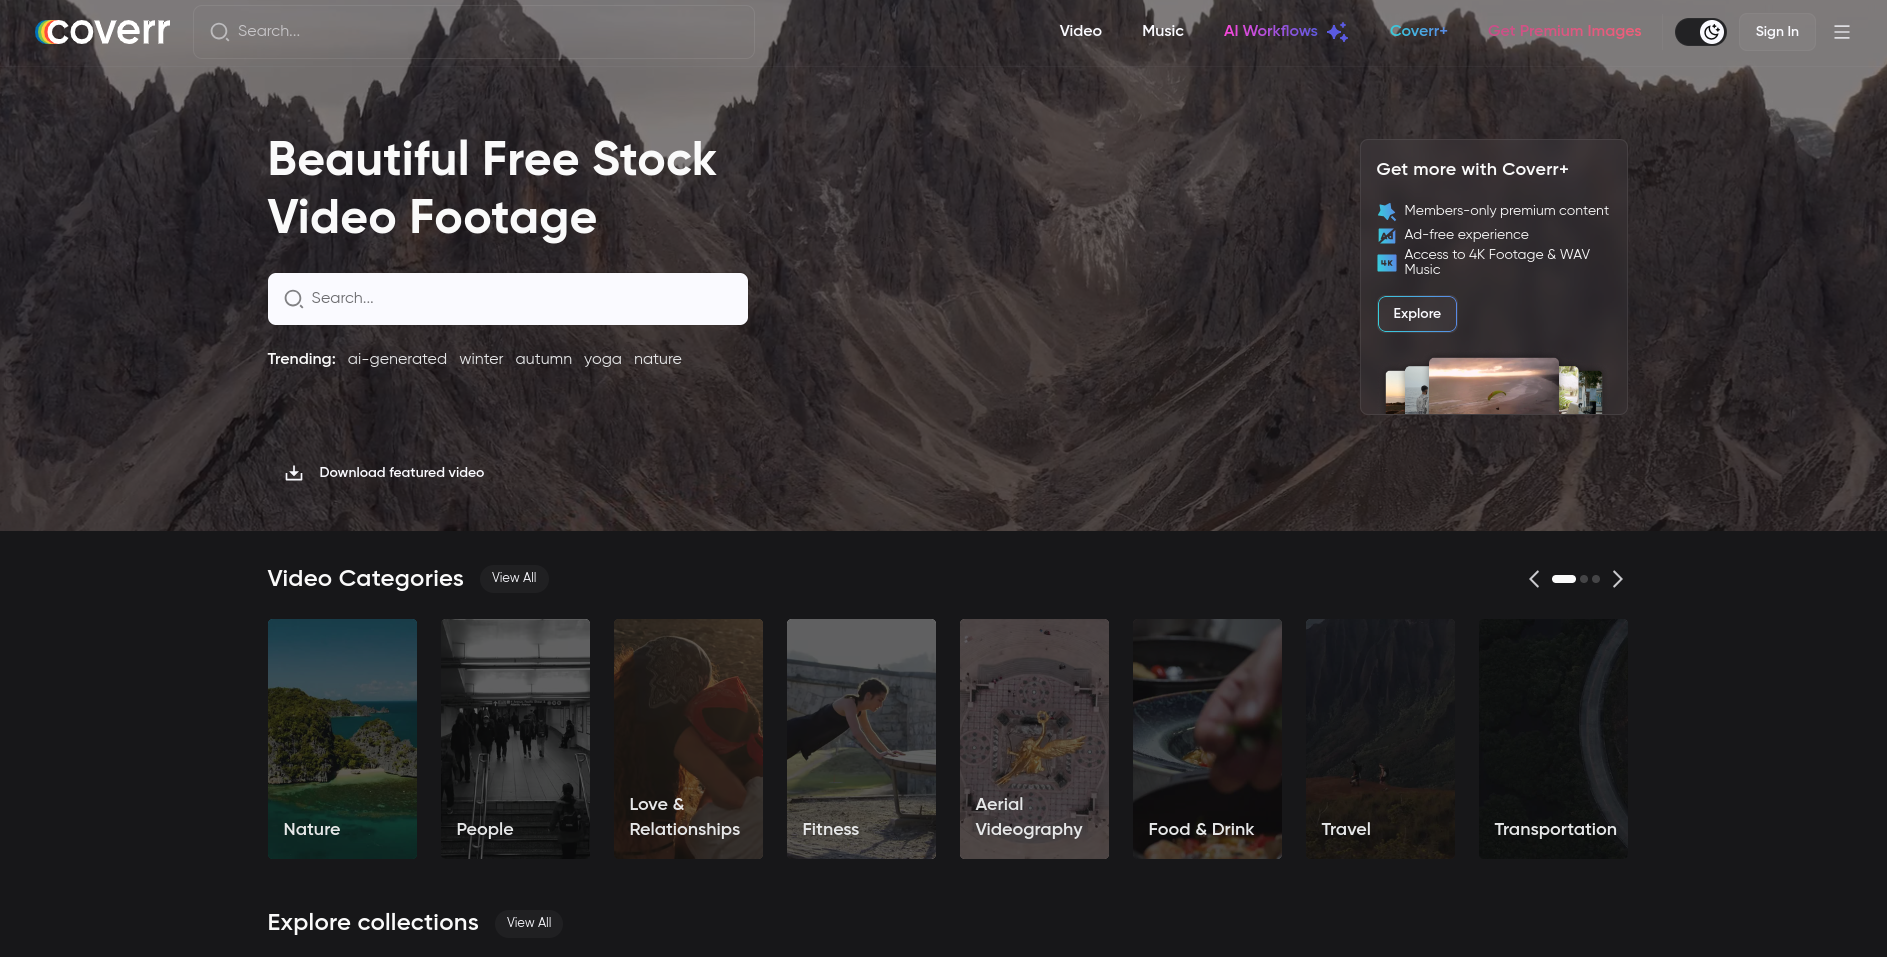 coverr
Search...
Video
Music
AI Workflows
Coverr+
Get Premium Images
Sign In
Beautiful Free Stock
Video Footage
Search...
Trending: ai-generated winter autumn yoga nature
Download featured video
Get more with Coverr+
Members-only premium content
Ad
Ad-free experience
4K
Access to 4K Footage & WAV
Music
Explore
Video Categories
View All
Nature
People
Love &
Relationships
Fitness
Aerial
Videography
Food & Drink
Travel
Transportation
Explore collections
View All